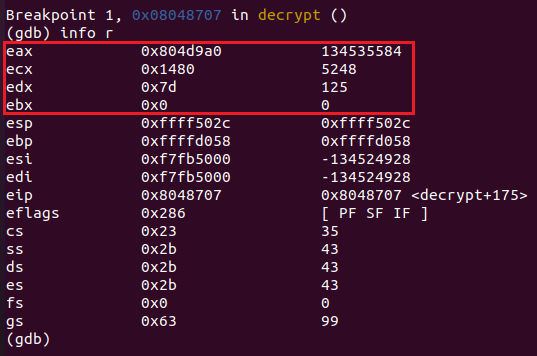 Breakpoint 1, 0x08048707 in decrypt ()
(gdb) info r
eax 0x804d9a0 134535584
ecx 0x1480 5248
edx 0x7d 125
ebx 0x0 0
esp 0xffff502c 0xffff502c
ebp 0xffffd058 0xffffd058
esi 0xf7fb5000 -134524928
edi 0xf7fb5000 -134524928
eip 0x8048707 0x8048707 <decrypt+175>
eflags 0x286 [ PF SF IF ]
cs 0x23 35
ss 0x2b 43
ds 0x2b 43
es 0x2b 43
fs 0x0 0
gs 0x63 99
(gdb)